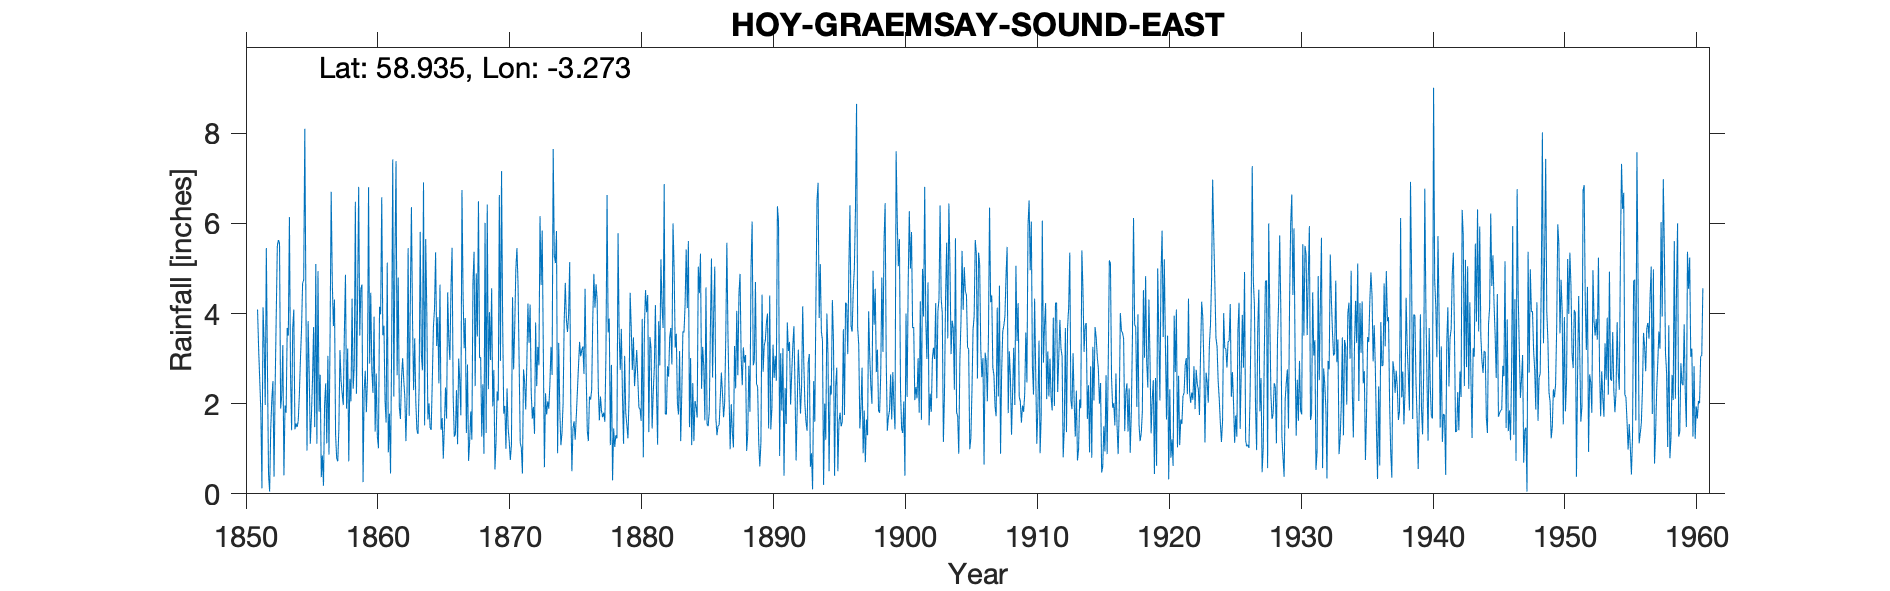 HOY-GRAEMSAY-SOUND-EAST
Lat: 58.935, Lon: -3.273
Rainfall [inches]
8
6
4
2
0
1850 1860 1870 1880 1890 1900 1910 1920 1930 1940 1950 1960
Year